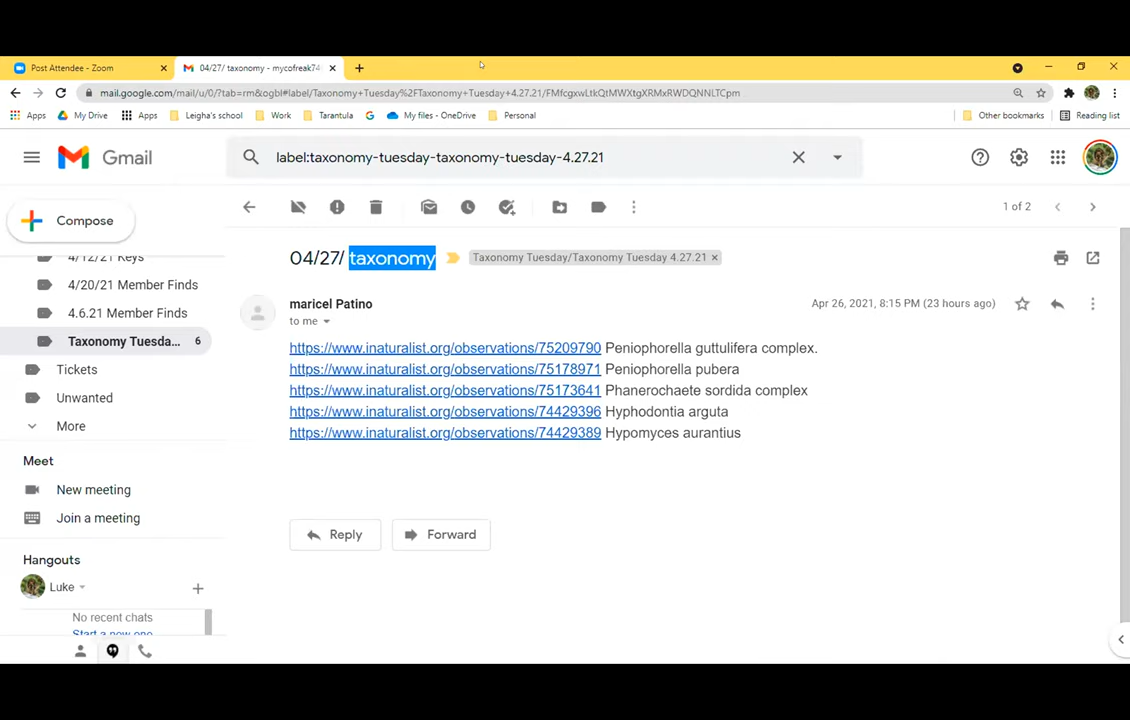 Post Attendee - Zoom
04/27/ taxonomy - mycofreak74
mail.google.com/mail/u/0/?tab=rm&ogbl#label/Taxonomy+Tuesday%2FTaxonomy+Tuesday+4.27.21/FMfcgxwLtkQtMWXtgXRMxRWDQNNLTCpm
Apps My Drive Apps Leigha's school Work Tarantula My files - OneDrive Personal Other bookmarks Reading list
Gmail
label:taxonomy-tuesday-taxonomy-tuesday-4.27.21
Compose
1 of 2
4/12/21 Keys
4/20/21 Member Finds
4.6.21 Member Finds
Taxonomy Tuesda... 6
Tickets
Unwanted
More
Meet
New meeting
Join a meeting
Hangouts
Luke
No recent chats
Start a new one
04/27/ taxonomy
Taxonomy Tuesday/Taxonomy Tuesday 4.27.21
maricel Patino
Apr 26, 2021, 8:15 PM (23 hours ago)
to me
https://www.inaturalist.org/observations/75209790 Peniophorella guttulifera complex.
https://www.inaturalist.org/observations/75178971 Peniophorella pubera
https://www.inaturalist.org/observations/75173641 Phanerochaete sordida complex
https://www.inaturalist.org/observations/74429396 Hyphodontia arguta
https://www.inaturalist.org/observations/74429389 Hypomyces aurantius
Reply
Forward